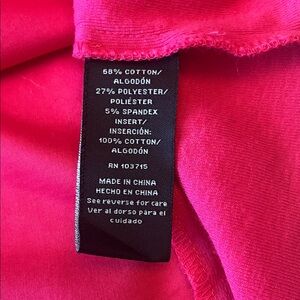 68% COTTON/
ALGODÓN
27% POLYESTER/
POLIÉSTER
5% SPANDEX
INSERT/
INSERCIÓN:
100% COTTON/
ALGODÓN
RN 103715
MADE IN CHINA
HECHO EN CHINA
See reverse for care
Ver al dorso para el
cuidado